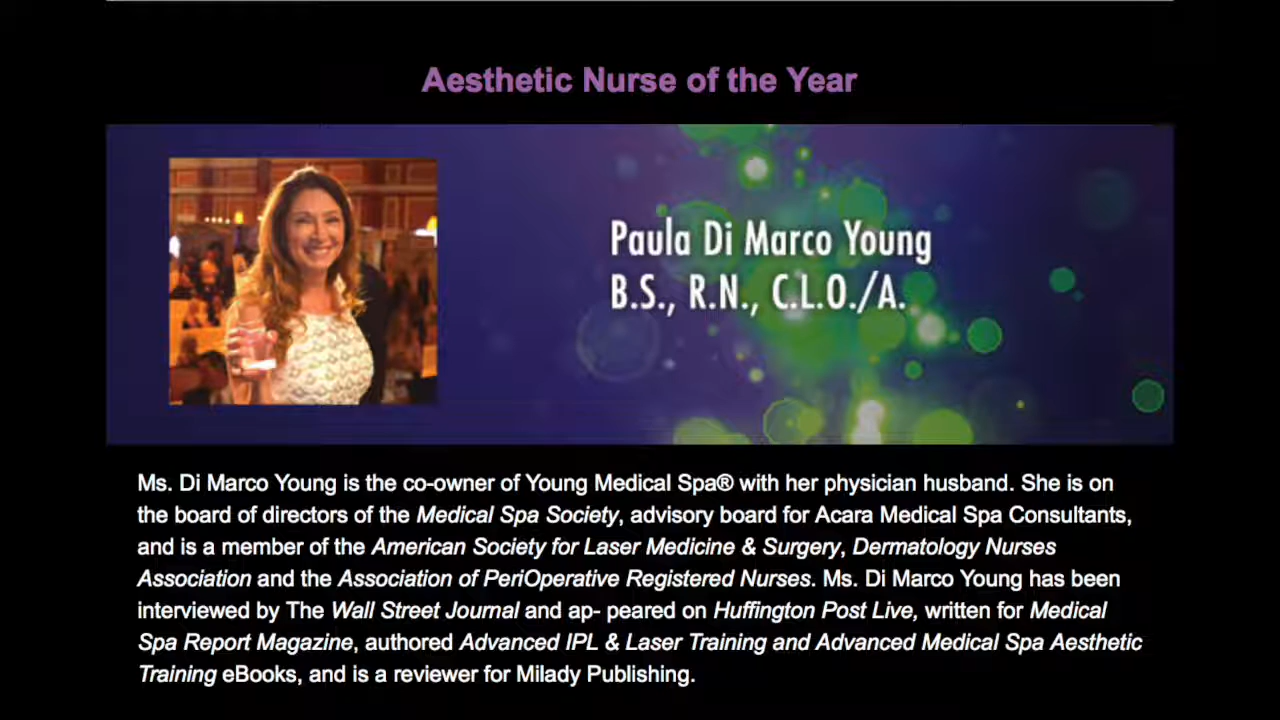 Aesthetic Nurse of the Year
Paula Di Marco Young
B.S., R.N., C.L.O./A.
Ms. Di Marco Young is the co-owner of Young Medical Spa® with her physician husband. She is on
the board of directors of the Medical Spa Society, advisory board for Acara Medical Spa Consultants,
and is a member of the American Society for Laser Medicine & Surgery, Dermatology Nurses
Association and the Association of PeriOperative Registered Nurses. Ms. Di Marco Young has been
interviewed by The Wall Street Journal and ap- peared on Huffington Post Live, written for Medical
Spa Report Magazine, authored Advanced IPL & Laser Training and Advanced Medical Spa Aesthetic
Training eBooks, and is a reviewer for Milady Publishing.